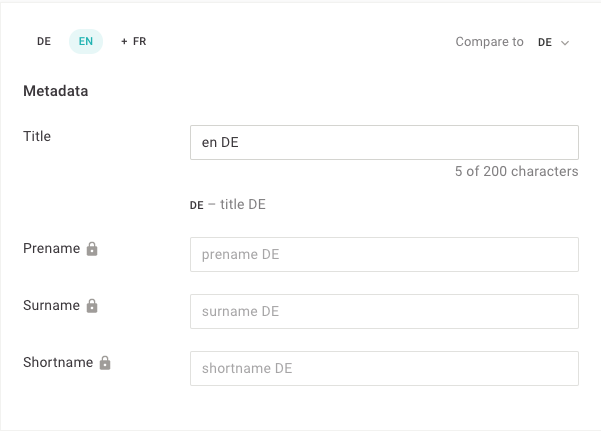 DE EN + FR Compare to DE
Metadata
Title en DE
5 of 200 characters
DE – title DE
Prename prename DE
Surname surname DE
Shortname shortname DE